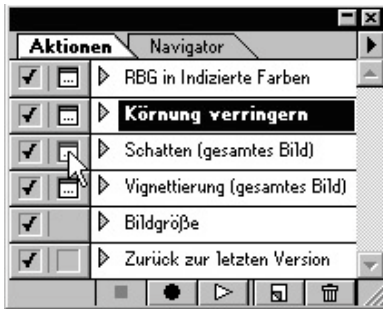 Aktionen Navigator
RBG in Indizierte Farben
Körnung verringern
Schatten (gesamtes Bild)
Vignettierung (gesamtes Bild)
Bildgröße
Zurück zur letzten Version